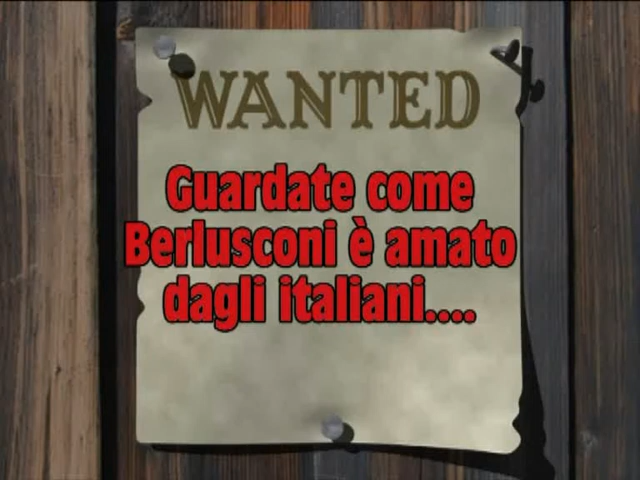 WANTED
Guardate come
Berlusconi è amato
dagli italiani....